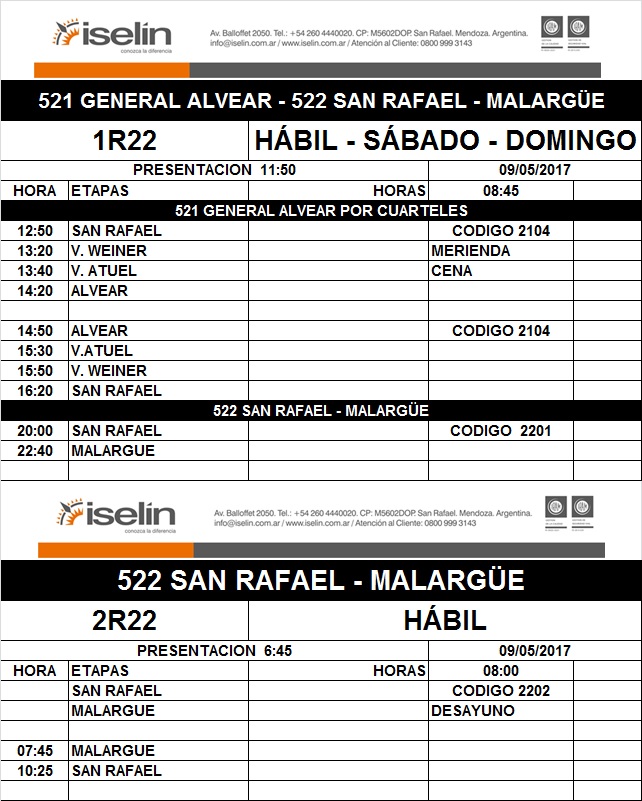 iselín
conozca la diferencia
Av. Balloffet 2050. Tel.: +54 260 4440020. CP: M5602DOP. San Rafael. Mendoza. Argentina.
info@iselin.com.ar / www.iselin.com.ar / Atención al Cliente: 0800 999 3143
521 GENERAL ALVEAR - 522 SAN RAFAEL - MALARGÜE
1R22 HÁBIL - SÁBADO - DOMINGO
PRESENTACION 11:50 09/05/2017
HORA ETAPAS HORAS 08:45
521 GENERAL ALVEAR POR CUARTELES
12:50 SAN RAFAEL CODIGO 2104
13:20 V. WEINER MERIENDA
13:40 V. ATUEL CENA
14:20 ALVEAR
14:50 ALVEAR CODIGO 2104
15:30 V.ATUEL
15:50 V. WEINER
16:20 SAN RAFAEL
522 SAN RAFAEL - MALARGÜE
20:00 SAN RAFAEL CODIGO 2201
22:40 MALARGUE
iselín
conozca la diferencia
Av. Balloffet 2050. Tel.: +54 260 4440020. CP: M5602DOP. San Rafael. Mendoza. Argentina.
info@iselin.com.ar / www.iselin.com.ar / Atención al Cliente: 0800 999 3143
522 SAN RAFAEL - MALARGÜE
2R22 HÁBIL
PRESENTACION 6:45 09/05/2017
HORA ETAPAS HORAS 08:00
SAN RAFAEL CODIGO 2202
MALARGUE DESAYUNO
07:45 MALARGUE
10:25 SAN RAFAEL